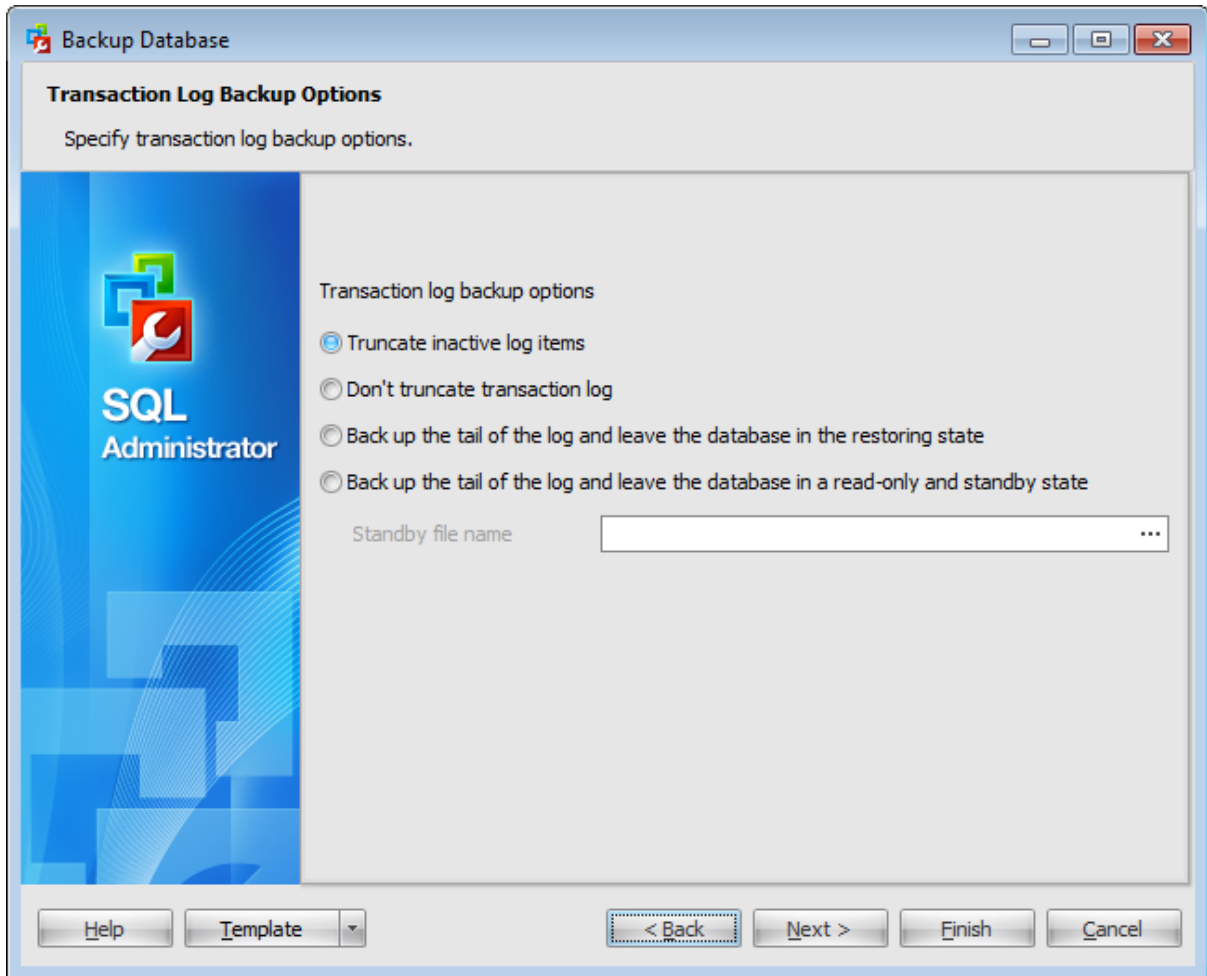 Backup Database
Transaction Log Backup Options
Specify transaction log backup options.
SQL
Administrator
Transaction log backup options
Truncate inactive log items
Don't truncate transaction log
Back up the tail of the log and leave the database in the restoring state
Back up the tail of the log and leave the database in a read-only and standby state
Standby file name
...
Help
Template
< Back
Next >
Finish
Cancel